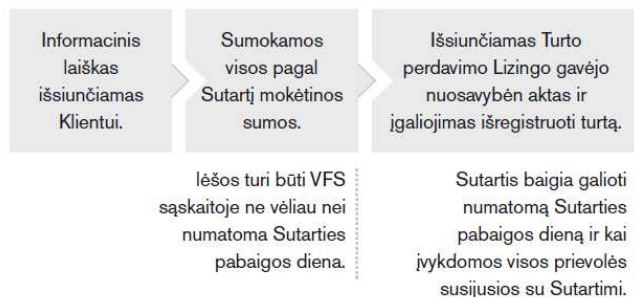 Informacinis
laiškas
išsiunčiamas
Klientui.
Sumokamos
visos pagal
Sutartį mokėtinos
sumos.
Išsiunčiamas Turto
perdavimo Lizingo gavėjo
nuosavybėn aktas ir
įgaliojimas išregistruoti turtą.
lėšos turi būti VFS
sąskaitoje ne vėliau nei
numatoma Sutarties
pabaigos diena.
Sutartis baigia galioti
numatomą Sutarties
pabaigos dieną ir kai
įvykdomos visos prievolės
susijusios su Sutartimi.